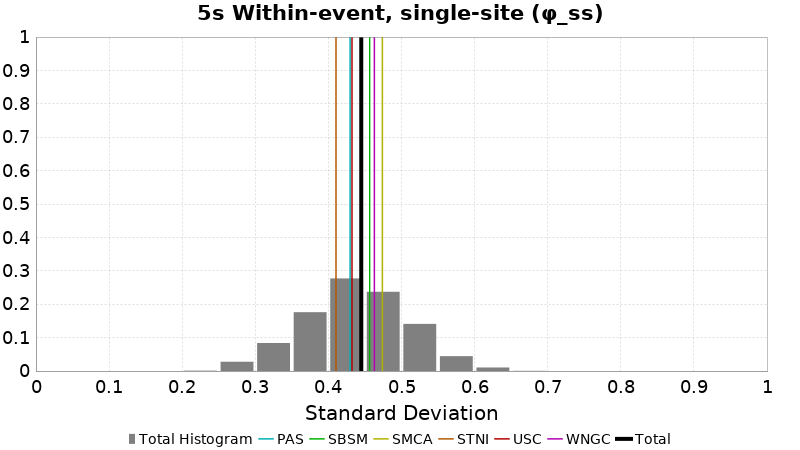 5s Within-event, single-site (φ_ss)
1
0.9
0.8
0.7
0.6
0.5
0.4
0.3
0.2
0.1
0
0 0.1 0.2 0.3 0.4 0.5 0.6 0.7 0.8 0.9 1
Standard Deviation
Total Histogram PAS SBSM SMCA STNI USC WNGC Total